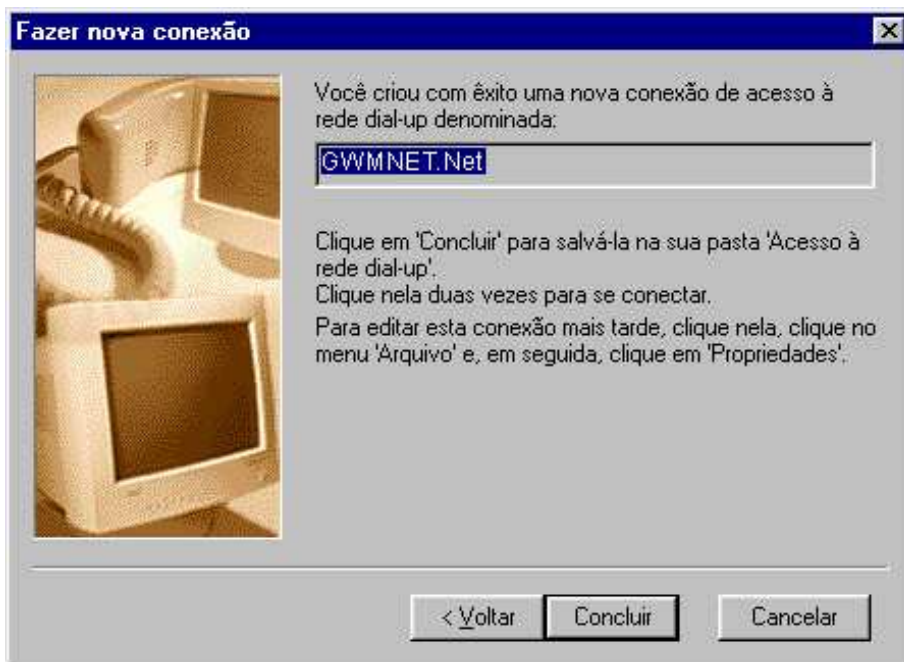 Fazer nova conexão
Você criou com êxito uma nova conexão de acesso à
rede dial-up denominada:
GWMNET.Net
Clique em 'Concluir' para salvá-la na sua pasta 'Acesso à
rede dial-up'.
Clique nela duas vezes para se conectar.
Para editar esta conexão mais tarde, clique nela, clique no
menu 'Arquivo' e, em seguida, clique em 'Propriedades'.
< Voltar
Concluir
Cancelar